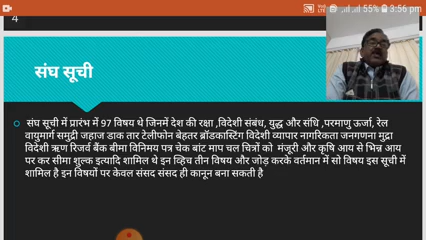 55% 3:56 pm
4
संघ सूची
संघ सूची में प्रारंभ में 97 विषय थे जिनमें देश की रक्षा ,विदेशी संबंध, युद्ध और संधि ,परमाणु ऊर्जा, रेल
वायुमार्ग समुद्री जहाज डाक तार टेलीफोन बेहतर ब्रॉडकास्टिंग विदेशी व्यापार नागरिकता जनगणना मुद्रा
विदेशी ऋण रिजर्व बैंक बीमा विनिमय पत्र चेक बांट माप चल चित्रों को मंजूरी और कृषि आय से भिन्न आय
पर कर सीमा शुल्क इत्यादि शामिल थे इन व्हिच तीन विषय और जोड़ करके वर्तमान में सो विषय इस सूची में
शामिल है इन विषयों पर केवल संसद संसद ही कानून बना सकती है